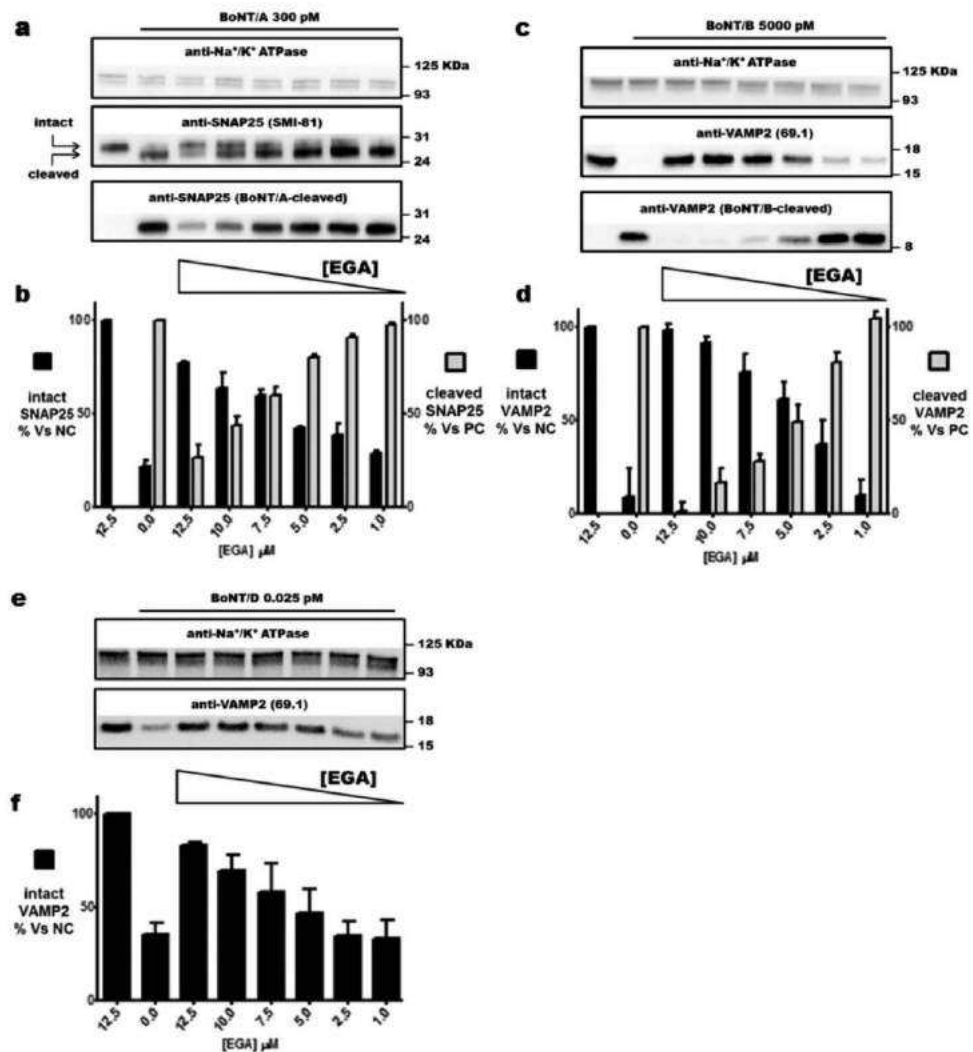 a
BoNT/A 300 pM
anti-Na⁺/K⁺ ATPase
125 KDa
93
intact
anti-SNAP25 (SMI-81)
31
24
cleaved
anti-SNAP25 (BoNT/A-cleaved)
31
24
[EGA]
b
100
50
0
intact
SNAP25
% Vs NC
100
50
0
cleaved
SNAP25
% Vs PC
12,5 0,0 12,5 10,0 7,5 5,0 2,5 1,0
[EGA] µM
c
BoNT/B 5000 pM
anti-Na⁺/K⁺ ATPase
125 KDa
93
anti-VAMP2 (69.1)
18
15
anti-VAMP2 (BoNT/B-cleaved)
8
[EGA]
d
100
50
0
intact
VAMP2
% Vs NC
100
50
0
cleaved
VAMP2
% Vs PC
12,5 0,0 12,5 10,0 7,5 5,0 2,5 1,0
[EGA] µM
e
BoNT/D 0.025 pM
anti-Na⁺/K⁺ ATPase
125 KDa
93
anti-VAMP2 (69.1)
18
15
[EGA]
f
100
50
0
intact
VAMP2
% Vs NC
12,5 0,0 12,5 10,0 7,5 5,0 2,5 1,0
[EGA] µM